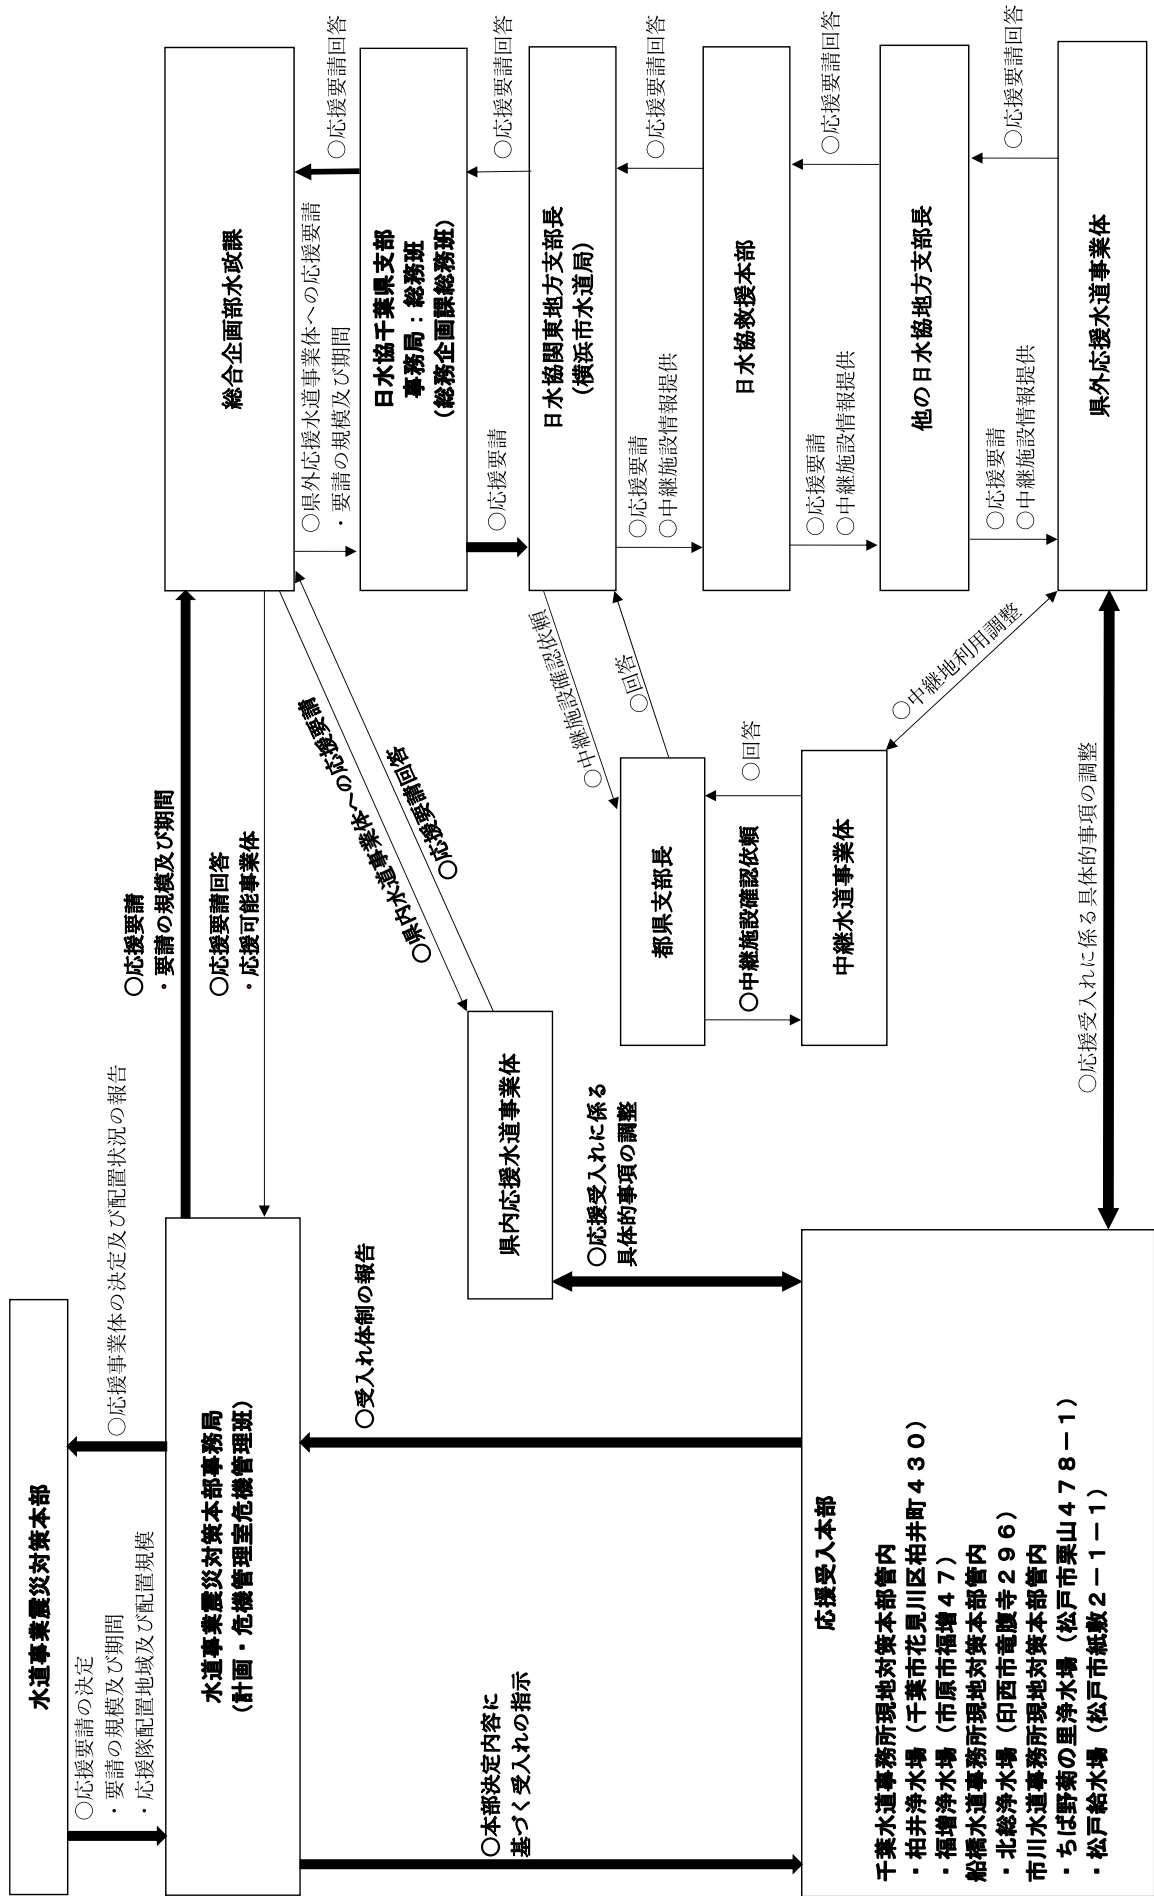 水道事業震災対策本部
○応援要請の決定
・要請の規模及び期間
・応援隊配置地域及び配置規模
○応援事業体の決定及び配置状況の報告
水道事業震災対策本部事務局
(計画・危機管理室危機管理班)
○応援要請
・要請の規模及び期間
○応援要請回答
・応援可能事業体
総合企画部水政課
○県外応援水道事業体への応援要請
・要請の規模及び期間
○応援要請回答
日水協千葉県支部
事務局:総務班
(総務企画課総務班)
○応援要請
○応援要請回答
日水協関東地方支部長
(横浜市水道局)
○応援要請
○中継施設情報提供
○応援要請回答
日水協救援本部
○応援要請
○中継施設情報提供
○応援要請回答
他の日水協地方支部長
○応援要請
○中継施設情報提供
○応援要請回答
県外応援水道事業体
○県内水道事業体への応援要請
○応援要請回答
県内応援水道事業体
○応援受入れに係る
具体的事項の調整
○中継施設確認依頼
○回答
都県支部長
○中継施設確認依頼
○回答
中継水道事業体
○中継地利用調整
○応援受入れに係る具体的事項の調整
○受入れ体制の報告
○本部決定内容に
基づく受入れの指示
応援受入本部
千葉水道事務所現地対策本部管内
・柏井浄水場(千葉市花見川区柏井町430)
・福増浄水場(市原市福増47)
船橋水道事務所現地対策本部管内
・北総浄水場(印西市竜腹寺296)
市川水道事務所現地対策本部管内
・ちば野菊の里浄水場(松戸市栗山478-1)
・松戸給水場(松戸市紙敷2-1-1)